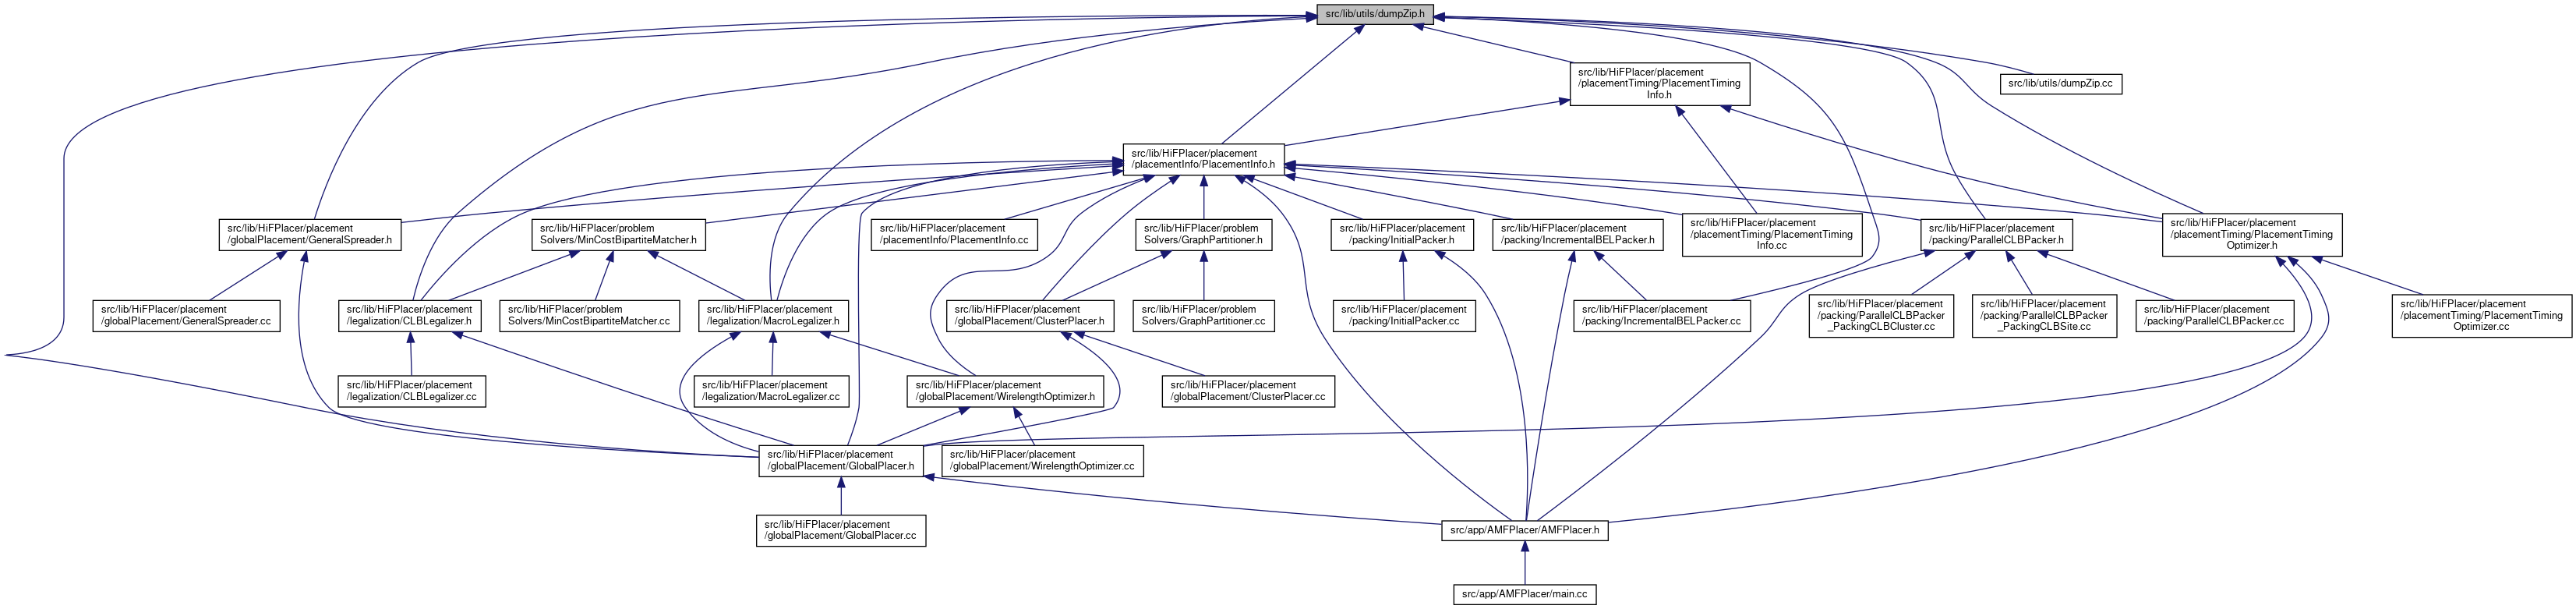 src/lib/utils/dumpZip.h
src/lib/HiFPlacer/placement
/placementTiming/PlacementTiming
Info.h
src/lib/utils/dumpZip.cc
src/lib/HiFPlacer/placement
/placementInfo/PlacementInfo.h
src/lib/HiFPlacer/placement
/globalPlacement/GeneralSpreader.h
src/lib/HiFPlacer/problem
Solvers/MinCostBipartiteMatcher.h
src/lib/HiFPlacer/placement
/placementInfo/PlacementInfo.cc
src/lib/HiFPlacer/problem
Solvers/GraphPartitioner.h
src/lib/HiFPlacer/placement
/packing/InitialPacker.h
src/lib/HiFPlacer/placement
/packing/IncrementalBELPacker.h
src/lib/HiFPlacer/placement
/placementTiming/PlacementTiming
Info.cc
src/lib/HiFPlacer/placement
/packing/ParallelCLBPacker.h
src/lib/HiFPlacer/placement
/placementTiming/PlacementTiming
Optimizer.h
src/lib/HiFPlacer/placement
/globalPlacement/GeneralSpreader.cc
src/lib/HiFPlacer/placement
/legalization/CLBLegalizer.h
src/lib/HiFPlacer/problem
Solvers/MinCostBipartiteMatcher.cc
src/lib/HiFPlacer/placement
/legalization/MacroLegalizer.h
src/lib/HiFPlacer/placement
/globalPlacement/ClusterPlacer.h
src/lib/HiFPlacer/problem
Solvers/GraphPartitioner.cc
src/lib/HiFPlacer/placement
/packing/InitialPacker.cc
src/lib/HiFPlacer/placement
/packing/IncrementalBELPacker.cc
src/lib/HiFPlacer/placement
/packing/ParallelCLBPacker
_PackingCLBCluster.cc
src/lib/HiFPlacer/placement
/packing/ParallelCLBPacker
_PackingCLBSite.cc
src/lib/HiFPlacer/placement
/packing/ParallelCLBPacker.cc
src/lib/HiFPlacer/placement
/placementTiming/PlacementTiming
Optimizer.cc
src/lib/HiFPlacer/placement
/legalization/CLBLegalizer.cc
src/lib/HiFPlacer/placement
/legalization/MacroLegalizer.cc
src/lib/HiFPlacer/placement
/globalPlacement/WirelengthOptimizer.h
src/lib/HiFPlacer/placement
/globalPlacement/ClusterPlacer.cc
src/lib/HiFPlacer/placement
/globalPlacement/GlobalPlacer.h
src/lib/HiFPlacer/placement
/globalPlacement/WirelengthOptimizer.cc
src/lib/HiFPlacer/placement
/globalPlacement/GlobalPlacer.cc
src/app/AMFPlacer/AMFPlacer.h
src/app/AMFPlacer/main.cc